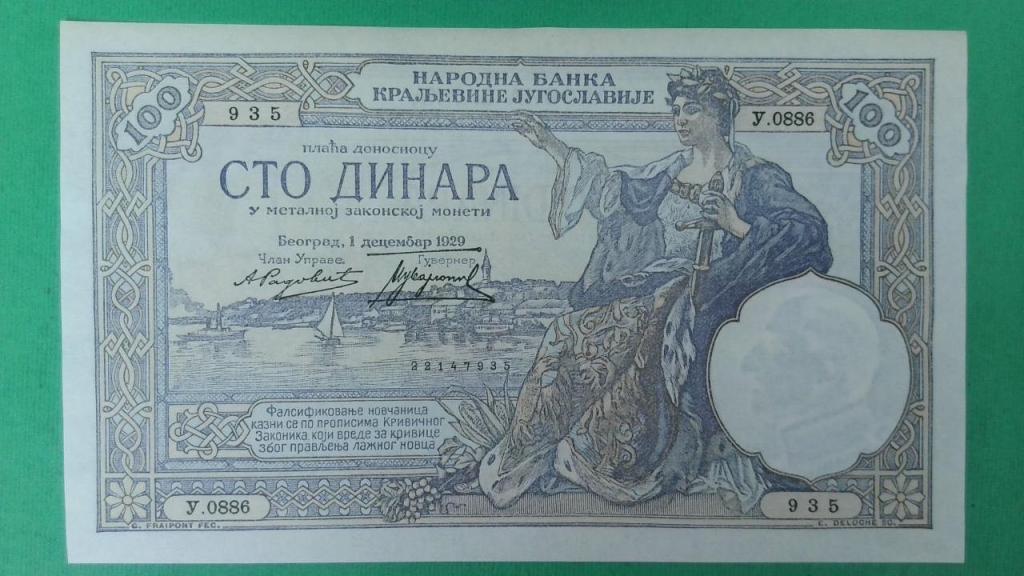 100
НАРОДНА БАНКА
КРАЉЕВИНЕ ЈУГОСЛАВИЈЕ
100
935
У.0886
плаћа доносиоцу
СТО ДИНАРА
у металној законској монети
Београд, 1 децембар 1929
Члан Управе
Гувернер
А Радовић
22147935
Фалсификовање новчаница
казни се по прописима Кривичног
Законика, који вреде за кривице
због прављења лажног новца.
У.0886
935
C. FRAIPONT FEC.
E. DELOCHE SC.